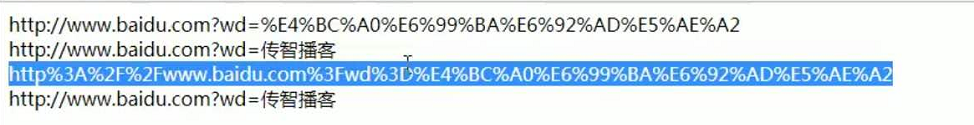 http://www.baidu.com?wd=%E4%BC%A0%E6%99%BA%E6%92%AD%E5%AE%A2
http://www.baidu.com?wd=传智播客
http%3A%2F%2Fwww.baidu.com%3Fwd%3D%E4%BC%A0%E6%99%BA%E6%92%AD%E5%AE%A2
http://www.baidu.com?wd=传智播客